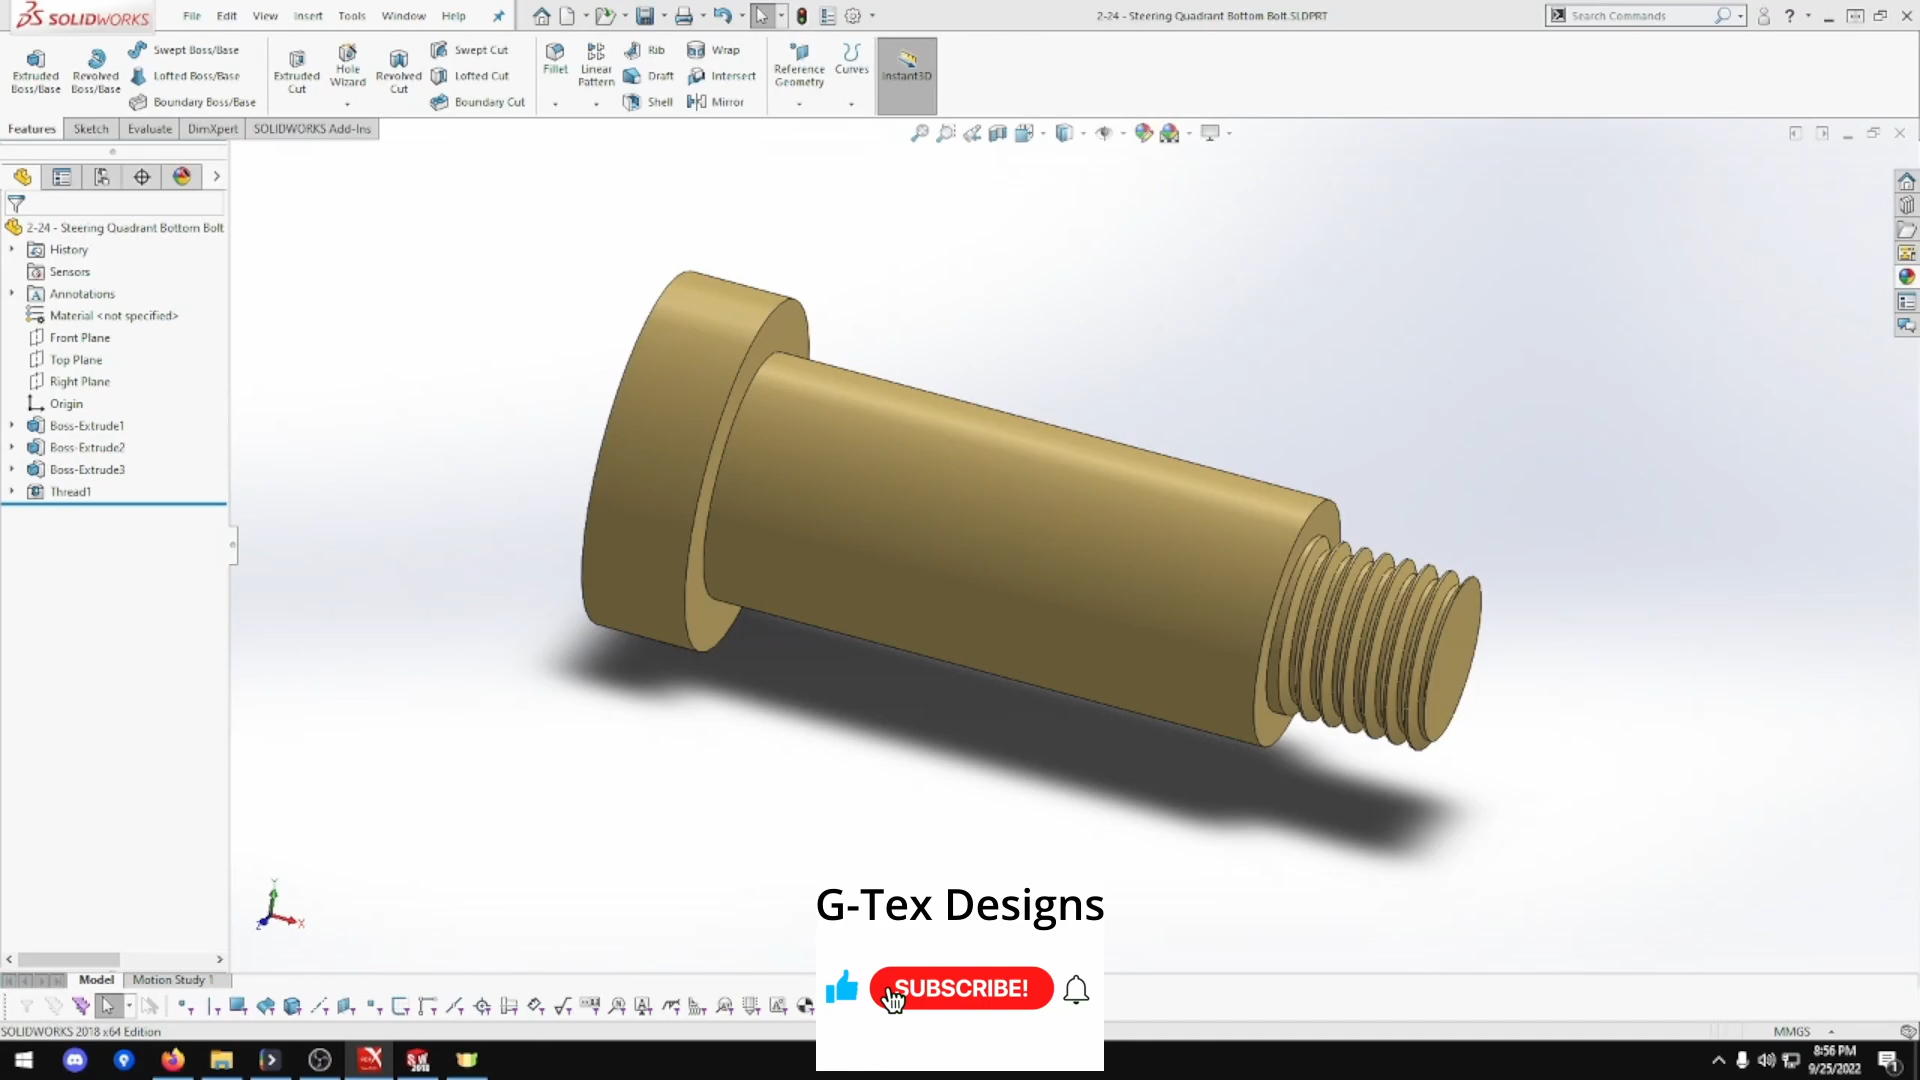 SOLIDWORKS
File Edit View Insert Tools Window Help
2-24 - Steering Quadrant Bottom Bolt.SLDPRT
Search Commands
Extruded Boss/Base
Revolved Boss/Base
Swept Boss/Base
Lofted Boss/Base
Boundary Boss/Base
Extruded Cut
Hole Wizard
Revolved Cut
Swept Cut
Lofted Cut
Boundary Cut
Fillet
Linear Pattern
Rib
Draft
Shell
Wrap
Intersect
Mirror
Reference Geometry
Curves
Instant3D
Features Sketch Evaluate DimXpert SOLIDWORKS Add-Ins
2-24 - Steering Quadrant Bottom Bolt
History
Sensors
Annotations
Material <not specified>
Front Plane
Top Plane
Right Plane
Origin
Boss-Extrude1
Boss-Extrude2
Boss-Extrude3
Thread1
G-Tex Designs
SUBSCRIBE!
Model Motion Study 1
SOLIDWORKS 2018 x64 Edition
MMGS
8:56 PM
9/25/2022